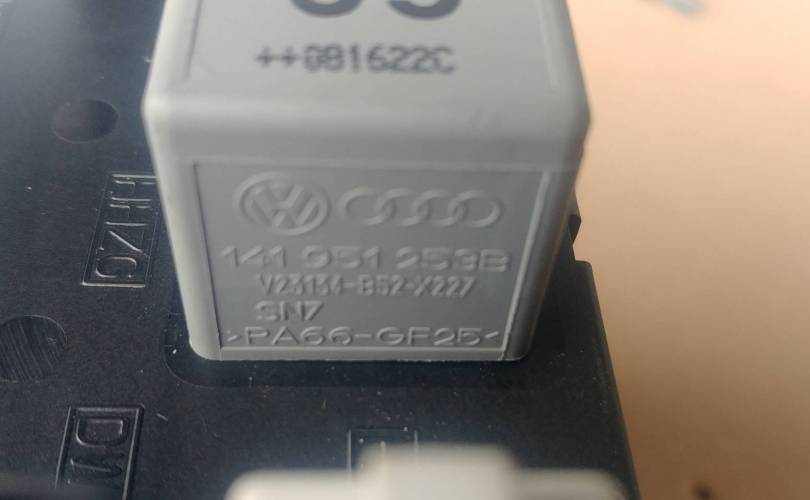 ++081622C
141 951 253B
V23134-B52-X227
SN7
>PA66-GF25<